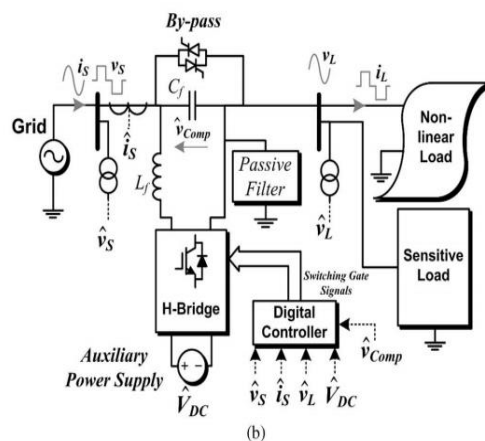 By-pass
i_S
v_S
C_f
v_L
i_L
Grid
v̂_Comp
î_S
Non-
linear
Load
L_f
Passive
Filter
v̂_S
v̂_L
Switching Gate
Signals
Sensitive
Load
H-Bridge
Digital
Controller
Auxiliary
Power Supply
+ -
v̂_Comp
V̂_DC
v̂_S î_S v̂_L V̂_DC
(b)